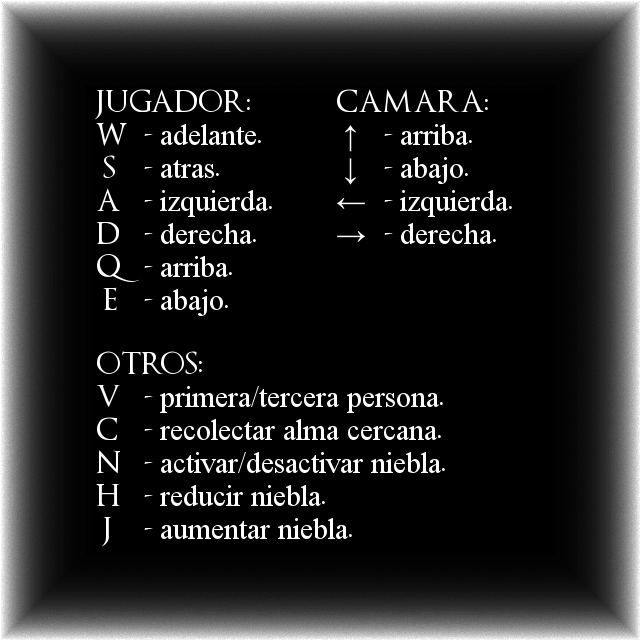 JUGADOR:
W - adelante.
S - atras.
A - izquierda.
D - derecha.
Q - arriba.
E - abajo.
CAMARA:
↑ - arriba.
↓ - abajo.
← - izquierda.
→ - derecha.
OTROS:
V - primera/tercera persona.
C - recolectar alma cercana.
N - activar/desactivar niebla.
H - reducir niebla.
J - aumentar niebla.